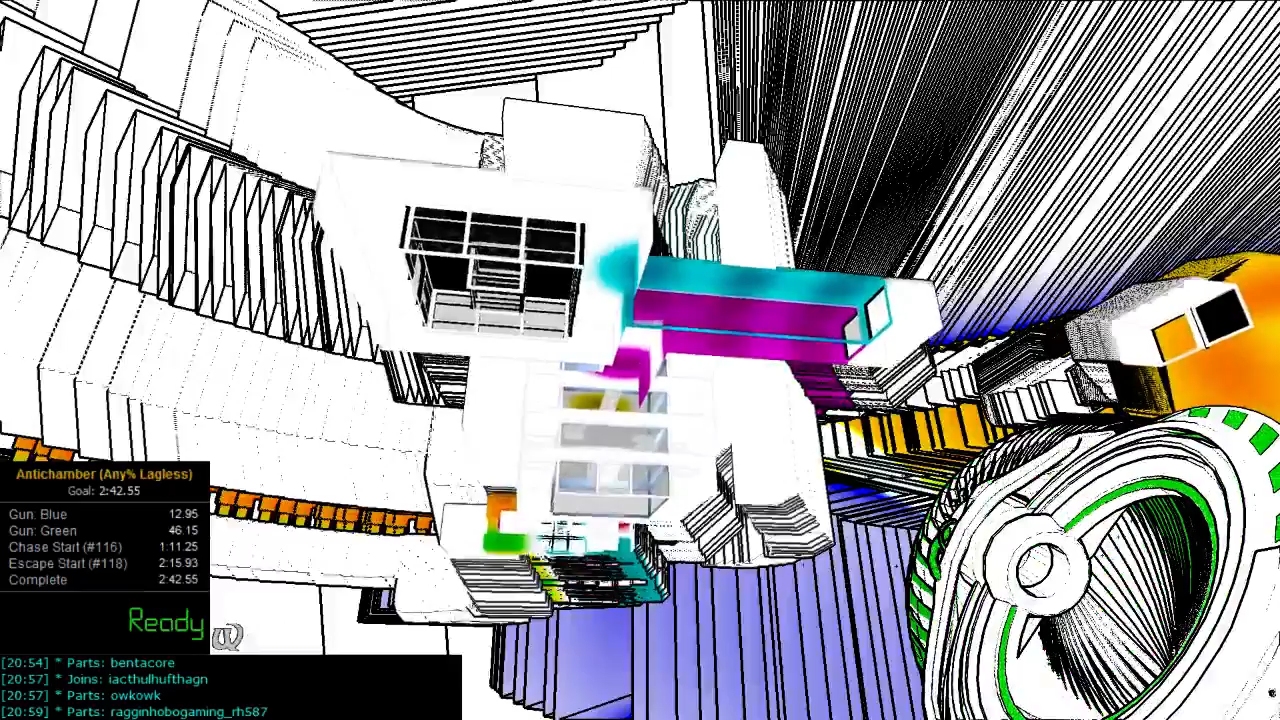 Antichamber (Any% Lagless)
Goal: 2:42.55
Gun: Blue 12.95
Gun: Green 46.15
Chase Start (#116) 1:11.25
Escape Start (#118) 2:15.93
Complete 2:42.55
Ready
[20:54] * Parts: bentacore
[20:57] * Joins: iacthulhufthagn
[20:57] * Parts: owkowk
[20:59] * Parts: ragginhobogaming_rh587